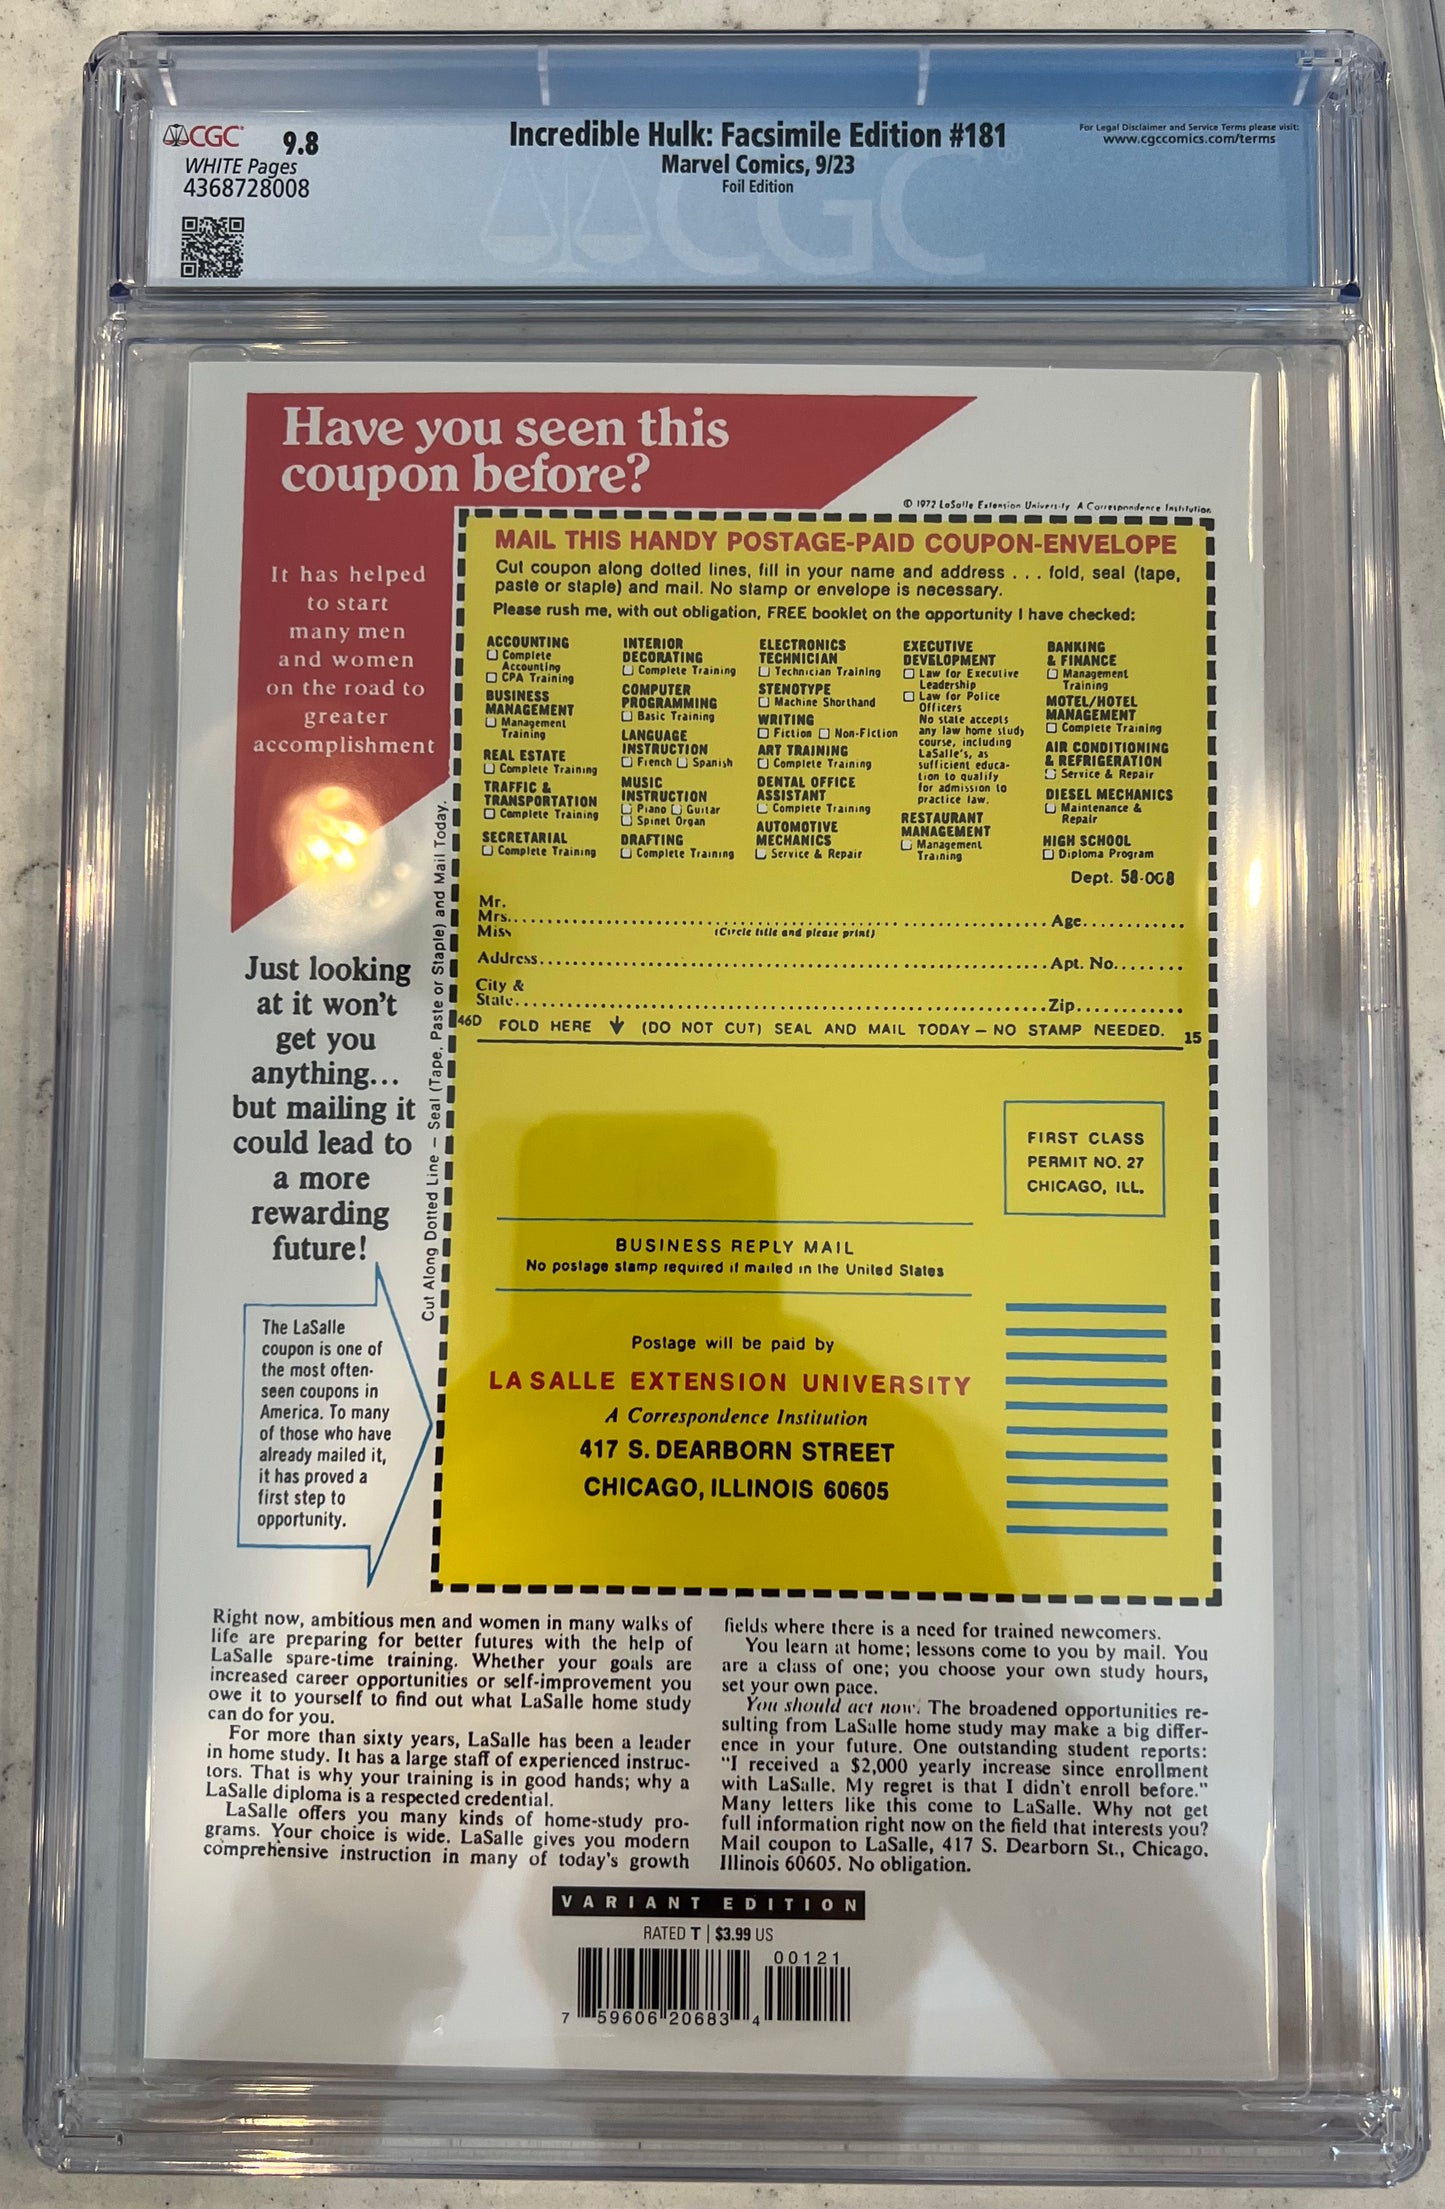 CGC 9.8
WHITE Pages
4368728008
Incredible Hulk: Facsimile Edition #181
Marvel Comics, 9/23
Foil Edition
For Legal Disclaimer and Service Terms please visit:
www.cgccomics.com/terms
CGC
Have you seen this
coupon before?
It has helped
to start
many men
and women
on the road to
greater
accomplishment
© 1972 LaSalle Extension University A Correspondence Institution
MAIL THIS HANDY POSTAGE-PAID COUPON-ENVELOPE
Cut coupon along dotted lines, fill in your name and address . . . fold, seal (tape,
paste or staple) and mail. No stamp or envelope is necessary.
Please rush me, with out obligation, FREE booklet on the opportunity I have checked:
ACCOUNTING
Complete
Accounting
CPA Training
BUSINESS
MANAGEMENT
Management
Training
REAL ESTATE
Complete Training
TRAFFIC &
TRANSPORTATION
Complete Training
SECRETARIAL
Complete Training
INTERIOR
DECORATING
Complete Training
COMPUTER
PROGRAMMING
Basic Training
LANGUAGE
INSTRUCTION
French Spanish
MUSIC
INSTRUCTION
Piano Guitar
Spinet Organ
DRAFTING
Complete Training
ELECTRONICS
TECHNICIAN
Technician Training
STENOTYPE
Machine Shorthand
WRITING
Fiction Non-Fiction
ART TRAINING
Complete Training
DENTAL OFFICE
ASSISTANT
Complete Training
AUTOMOTIVE
MECHANICS
Service & Repair
EXECUTIVE
DEVELOPMENT
Law for Executive
Leadership
Law for Police
Officers
No state accepts
any law home study
course, including
LaSalle's, as
sufficient educa-
tion to qualify
for admission to
practice law.
RESTAURANT
MANAGEMENT
Management
Training
BANKING
& FINANCE
Management
Training
MOTEL/HOTEL
MANAGEMENT
Complete Training
AIR CONDITIONING
& REFRIGERATION
Service & Repair
DIESEL MECHANICS
Maintenance &
Repair
HIGH SCHOOL
Diploma Program
Dept. 58-008
Mr.
Mrs. Age
Miss (Circle title and please print)
Address Apt. No.
City &
State Zip
46D FOLD HERE ↓ (DO NOT CUT) SEAL AND MAIL TODAY — NO STAMP NEEDED. 15
Cut Along Dotted Line – Seal (Tape, Paste or Staple) and Mail Today.
Just looking
at it won't
get you
anything...
but mailing it
could lead to
a more
rewarding
future!
FIRST CLASS
PERMIT NO. 27
CHICAGO, ILL.
BUSINESS REPLY MAIL
No postage stamp required if mailed in the United States
Postage will be paid by
LA SALLE EXTENSION UNIVERSITY
A Correspondence Institution
417 S. DEARBORN STREET
CHICAGO, ILLINOIS 60605
The LaSalle
coupon is one of
the most often-
seen coupons in
America. To many
of those who have
already mailed it,
it has proved a
first step to
opportunity.
Right now, ambitious men and women in many walks of
life are preparing for better futures with the help of
LaSalle spare-time training. Whether your goals are
increased career opportunities or self-improvement you
owe it to yourself to find out what LaSalle home study
can do for you.
For more than sixty years, LaSalle has been a leader
in home study. It has a large staff of experienced instruc-
tors. That is why your training is in good hands; why a
LaSalle diploma is a respected credential.
LaSalle offers you many kinds of home-study pro-
grams. Your choice is wide. LaSalle gives you modern
comprehensive instruction in many of today's growth
fields where there is a need for trained newcomers.
You learn at home; lessons come to you by mail. You
are a class of one; you choose your own study hours,
set your own pace.
You should act now. The broadened opportunities re-
sulting from LaSalle home study may make a big differ-
ence in your future. One outstanding student reports:
"I received a $2,000 yearly increase since enrollment
with LaSalle. My regret is that I didn't enroll before."
Many letters like this come to LaSalle. Why not get
full information right now on the field that interests you?
Mail coupon to LaSalle, 417 S. Dearborn St., Chicago,
Illinois 60605. No obligation.
VARIANT EDITION
RATED T | $3.99 US
00121
7 59606 20683 4